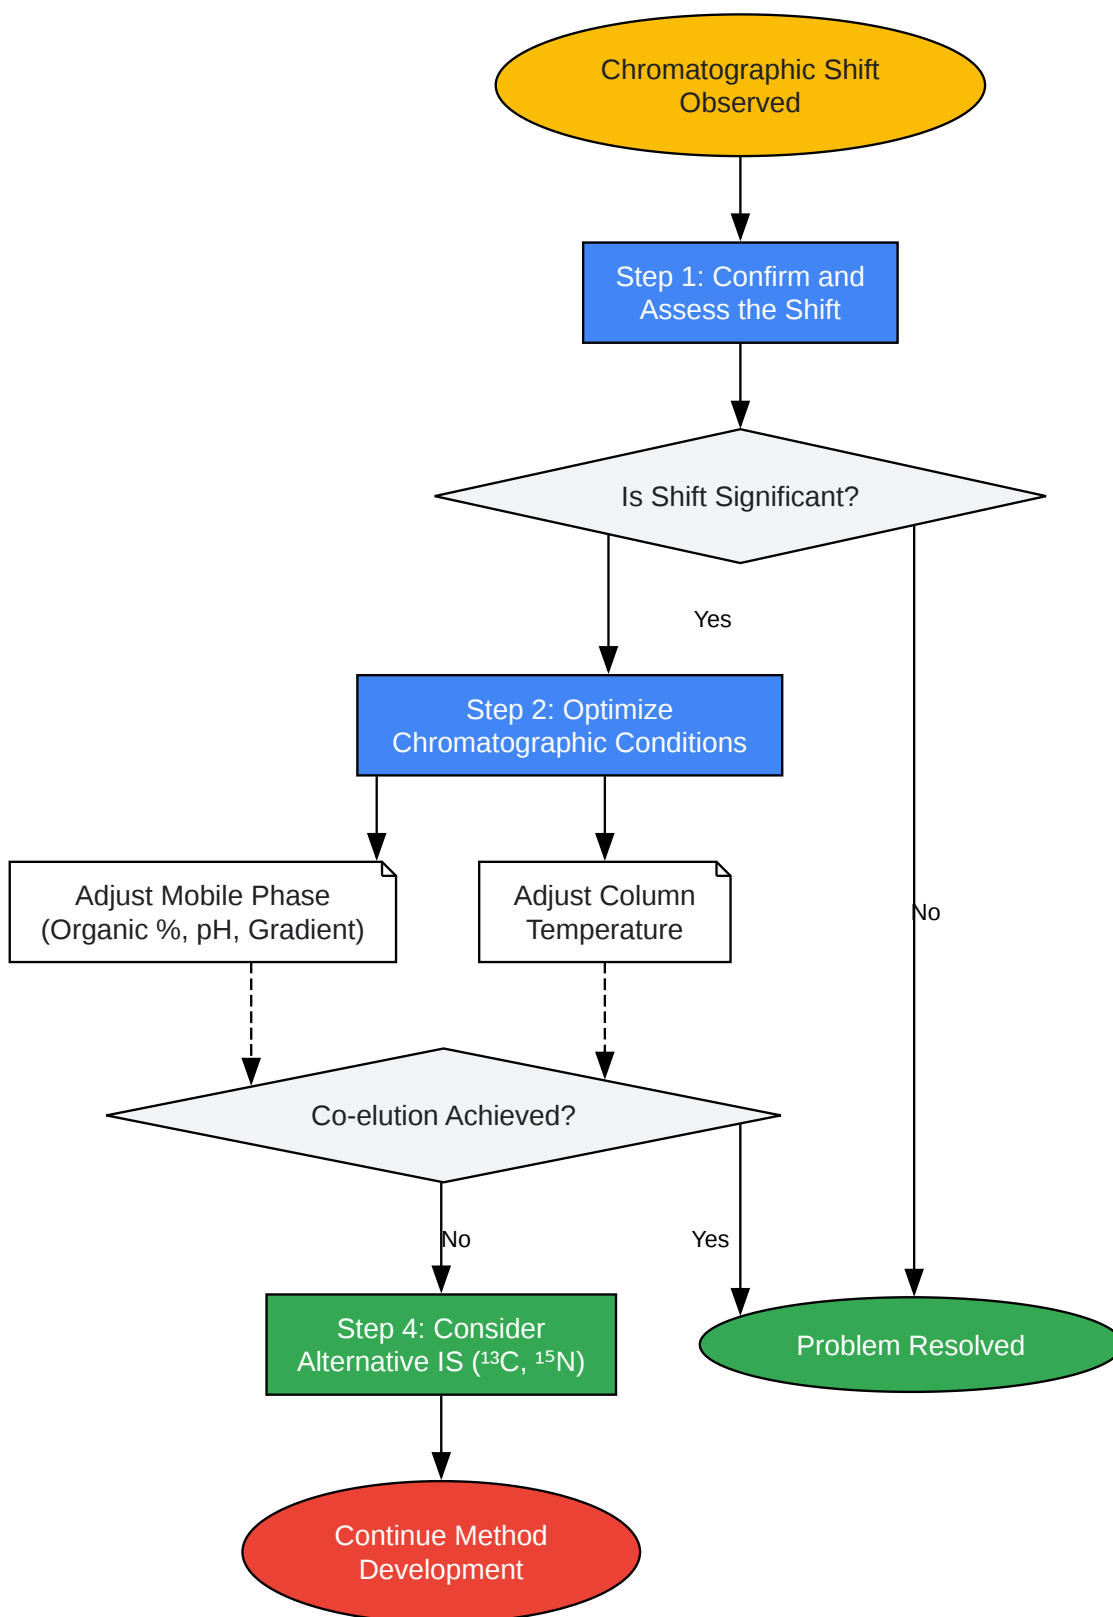 Chromatographic Shift
Observed
Step 1: Confirm and
Assess the Shift
Is Shift Significant?
Yes
Step 2: Optimize
Chromatographic Conditions
Adjust Mobile Phase
(Organic %, pH, Gradient)
Adjust Column
Temperature
No
Co-elution Achieved?
No
Yes
Step 4: Consider
Alternative IS (¹³C, ¹⁵N)
Problem Resolved
Continue Method
Development